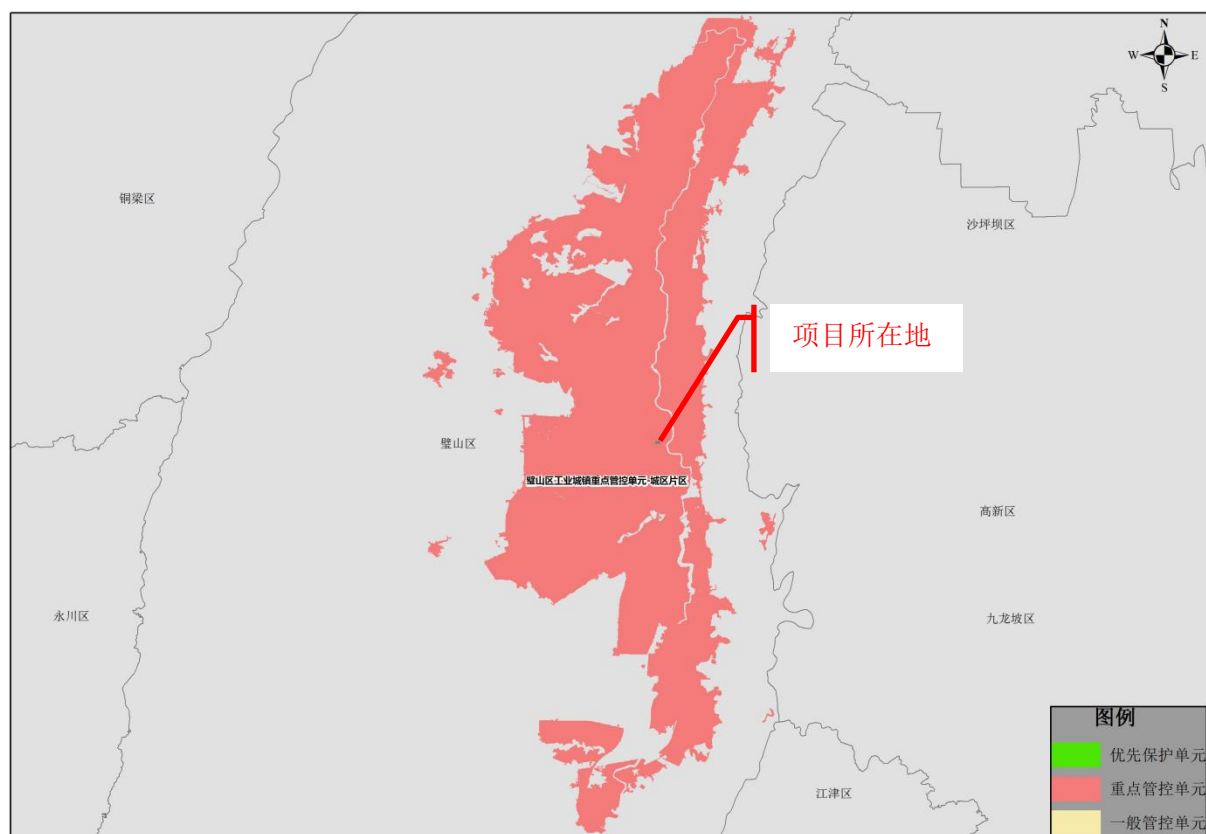 N
W
E
S
铜梁区
沙坪坝区
项目所在地
璧山区
璧山区工业城镇重点管控单元-城区片区
高新区
永川区
九龙坡区
江津区
图例
优先保护单元
重点管控单元
一般管控单元